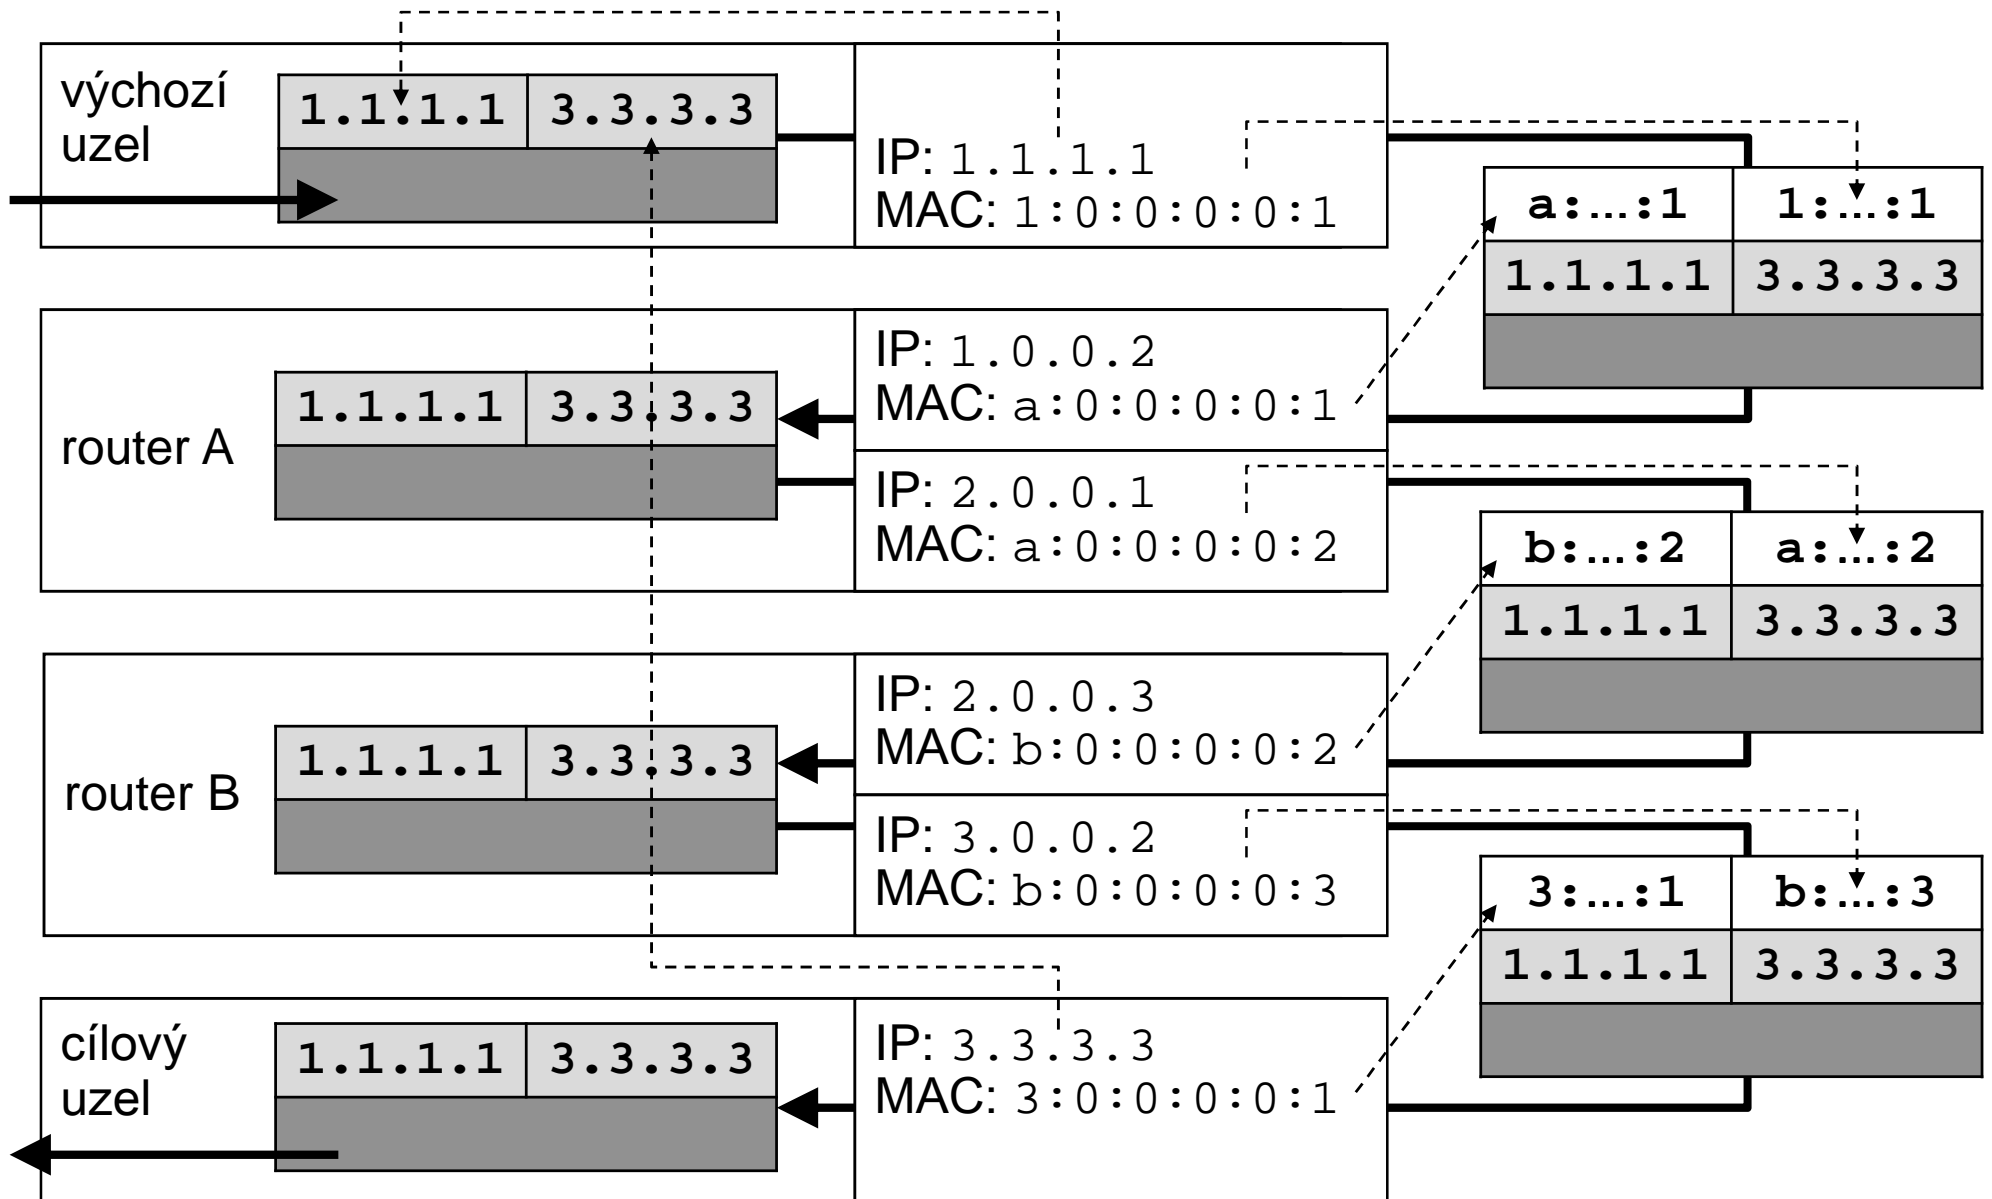 výchozí
uzel
1.1.1.1 3.3.3.3
IP: 1.1.1.1
MAC: 1:0:0:0:0:1
a:…:1 1:…:1
1.1.1.1 3.3.3.3
router A
1.1.1.1 3.3.3.3
IP: 1.0.0.2
MAC: a:0:0:0:0:1
IP: 2.0.0.1
MAC: a:0:0:0:0:2
b:…:2 a:…:2
1.1.1.1 3.3.3.3
router B
1.1.1.1 3.3.3.3
IP: 2.0.0.3
MAC: b:0:0:0:0:2
IP: 3.0.0.2
MAC: b:0:0:0:0:3
3:…:1 b:…:3
1.1.1.1 3.3.3.3
cílový
uzel
1.1.1.1 3.3.3.3
IP: 3.3.3.3
MAC: 3:0:0:0:0:1